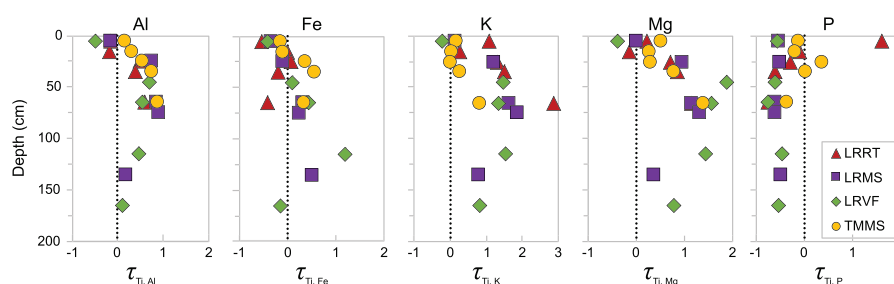 Al Fe K Mg P
0
50
100
150
200
Depth (cm)
-1 0 1 2
-1 0 1 2
-1 0 1 2 3
-1 0 1 2
-1 0 1
τTi, Al
τTi, Fe
τTi, K
τTi, Mg
τTi, P
LRRT
LRMS
LRVF
TMMS